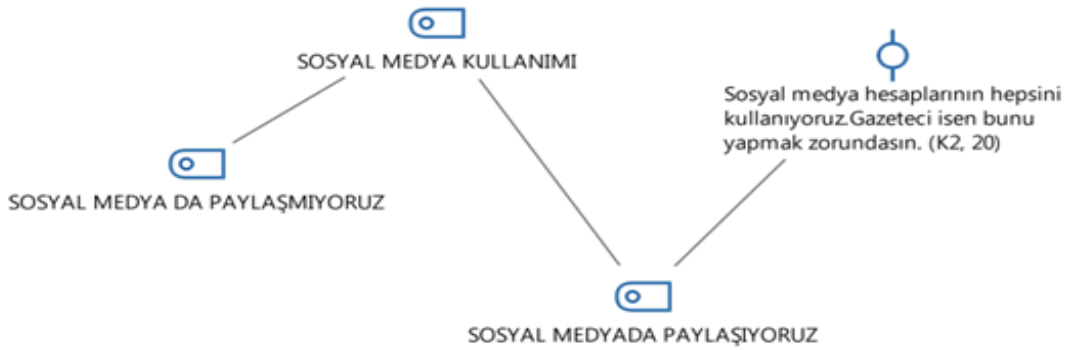 SOSYAL MEDYA KULLANIMI
Sosyal medya hesaplarının hepsini
kullanıyoruz.Gazeteci isen bunu
yapmak zorundasın. (K2, 20)
SOSYAL MEDYA DA PAYLAŞMIYORUZ
SOSYAL MEDYADA PAYLAŞIYORUZ